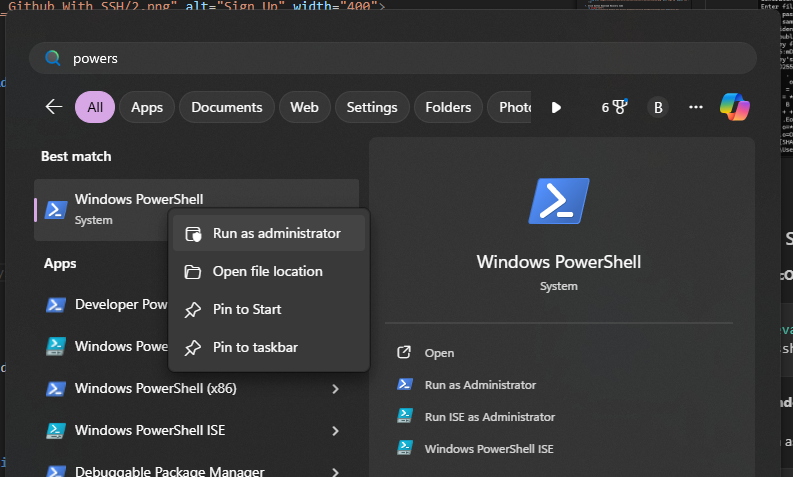 Github With SSH/2.png" alt="Sign Up" width="400">
powers
All
Apps
Documents
Web
Settings
Folders
6
B
Best match
Windows PowerShell
System
Run as administrator
Open file location
Pin to Start
Pin to taskbar
Apps
Developer Pow
Windows Powe
Windows PowerShell (x86)
Windows PowerShell ISE
Debuggable Package Manager
Windows PowerShell
System
Open
Run as Administrator
Run ISE as Administrator
Windows PowerShell ISE
Enter fil